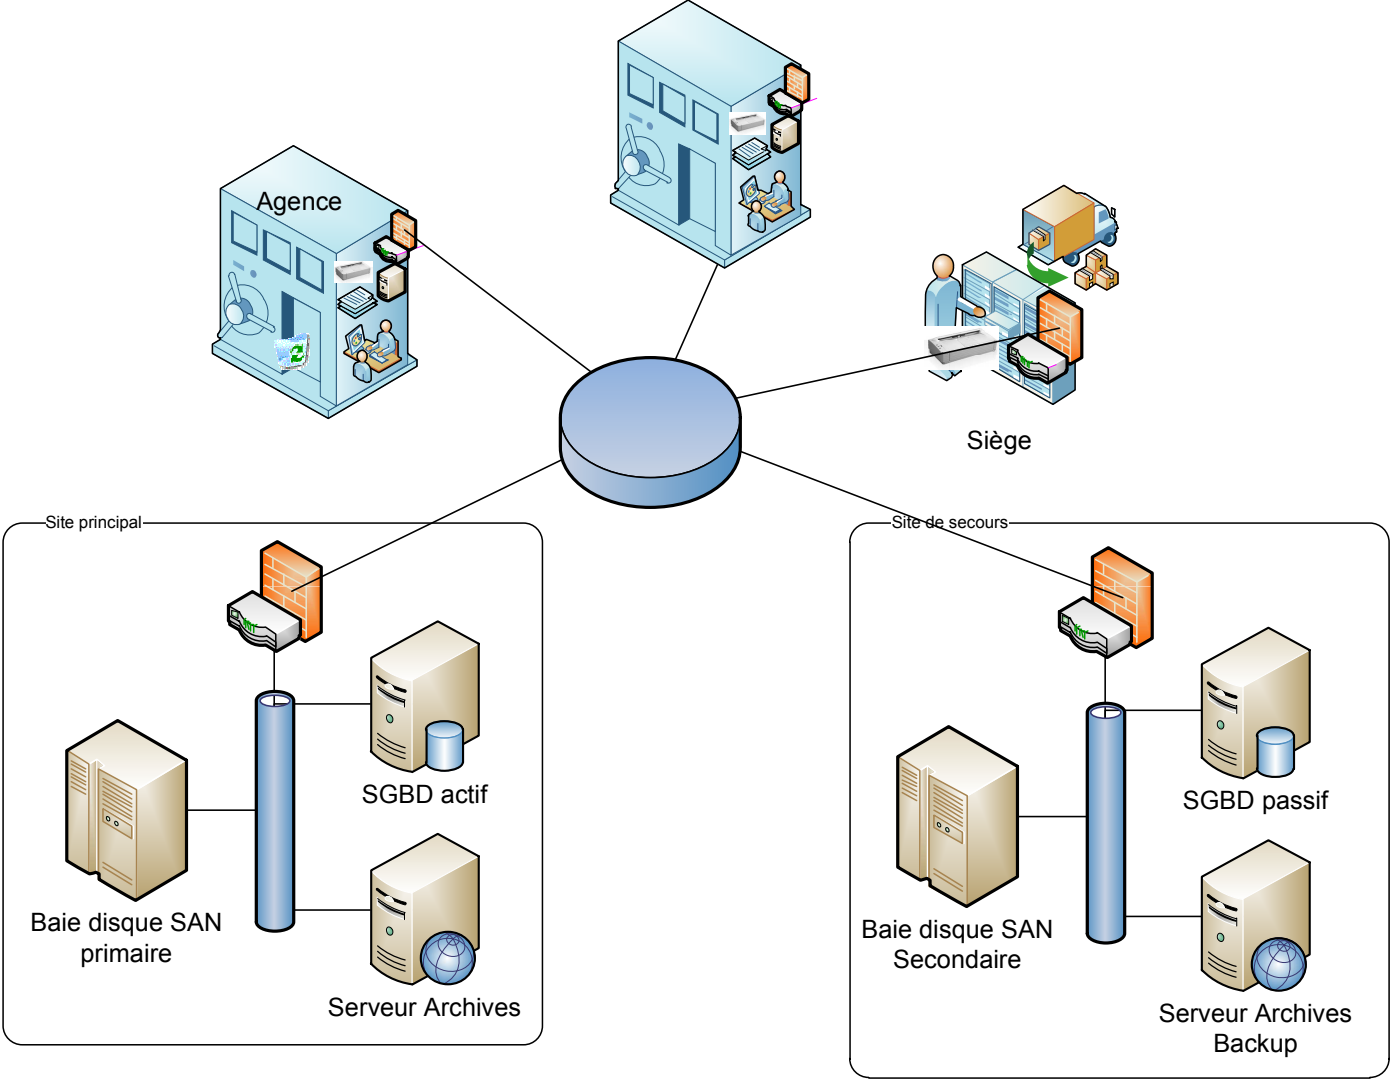 Agence
Siège
Site principal
Site de secours
SGBD actif
SGBD passif
Baie disque SAN
primaire
Baie disque SAN
Secondaire
Serveur Archives
Serveur Archives
Backup